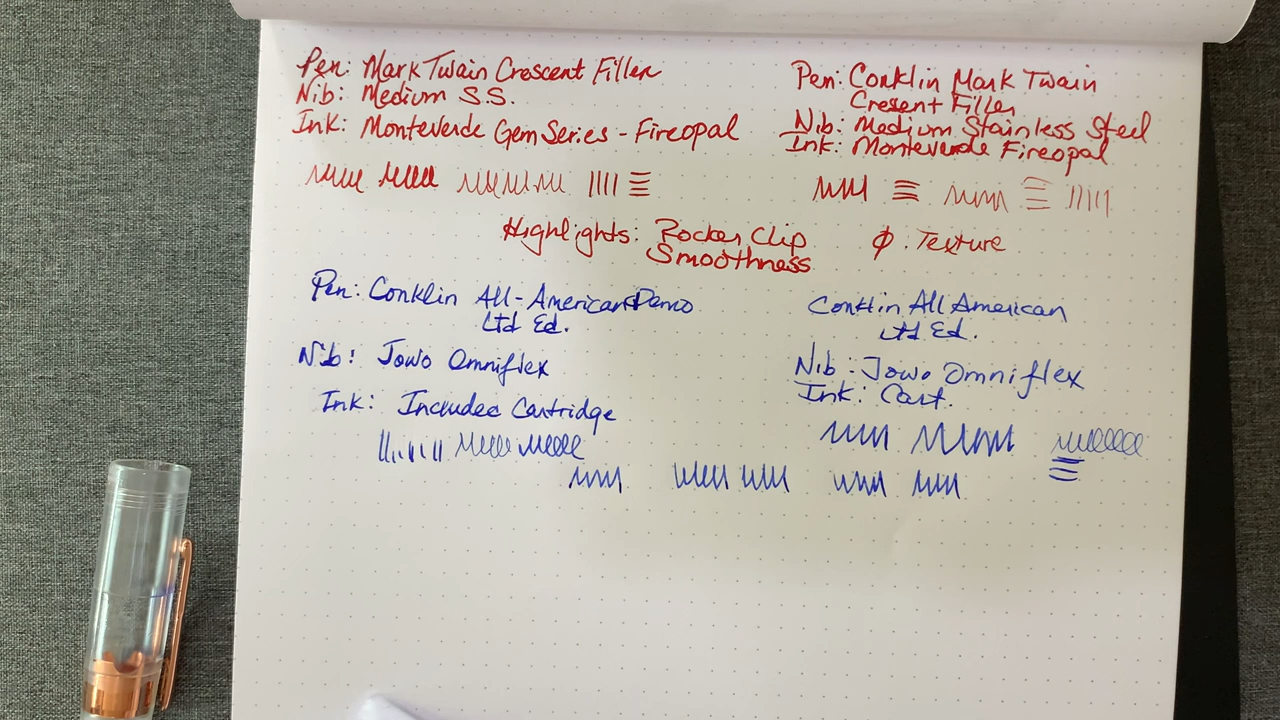 Pen: Mark Twain Crescent Filler
Nib: Medium S.S.
Ink: Monteverde Gem Series - Fireopal
Pen: Conklin Mark Twain
Cresent Filler
Nib: Medium Stainless Steel
Ink: Monteverde Fireopal
Highlights: Rocker Clip
Smoothness
ϕ. Texture
Pen: Conklin All-American Demo
Ltd Ed.
Nib: Jowo Omniflex
Ink: Includee Cartridge
Conklin All American
Ltd Ed.
Nib: Jowo Omniflex
Ink: Cart.